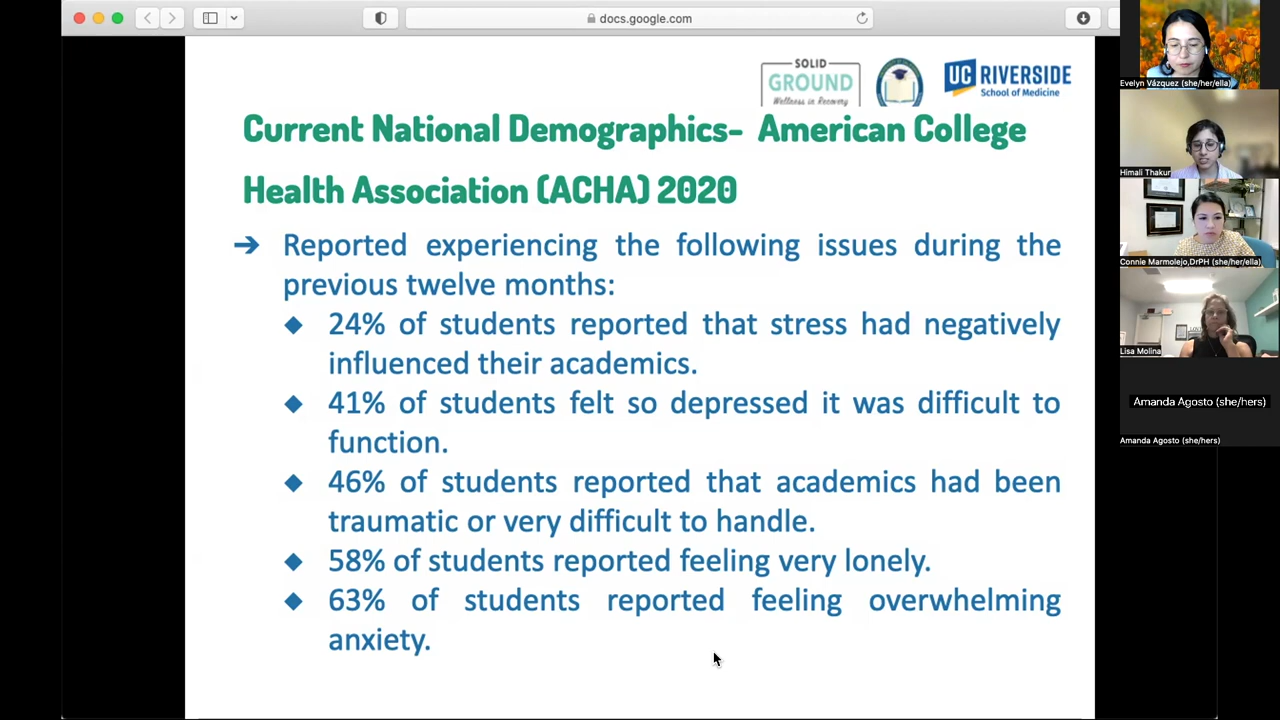 docs.google.com
SOLID
GROUND
Wellness in Recovery
UC RIVERSIDE
School of Medicine
Current National Demographics- American College
Health Association (ACHA) 2020
➔ Reported experiencing the following issues during the
previous twelve months:
◆ 24% of students reported that stress had negatively
influenced their academics.
◆ 41% of students felt so depressed it was difficult to
function.
◆ 46% of students reported that academics had been
traumatic or very difficult to handle.
◆ 58% of students reported feeling very lonely.
◆ 63% of students reported feeling overwhelming
anxiety.
Evelyn Vázquez (she/her/ella)
Himali Thakur
Connie Marmolejo,DrPH (she/her/ella)
Lisa Molina
Amanda Agosto (she/hers)
Amanda Agosto (she/hers)